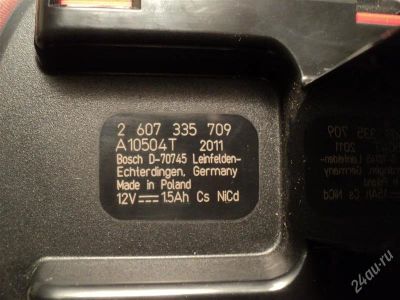 2 607 335 709
A10504T 2011
Bosch D-70745 Leinfelden-
Echterdingen, Germany
Made in Poland
12V⎓ 1.5Ah Cs NiCd
24au.ru